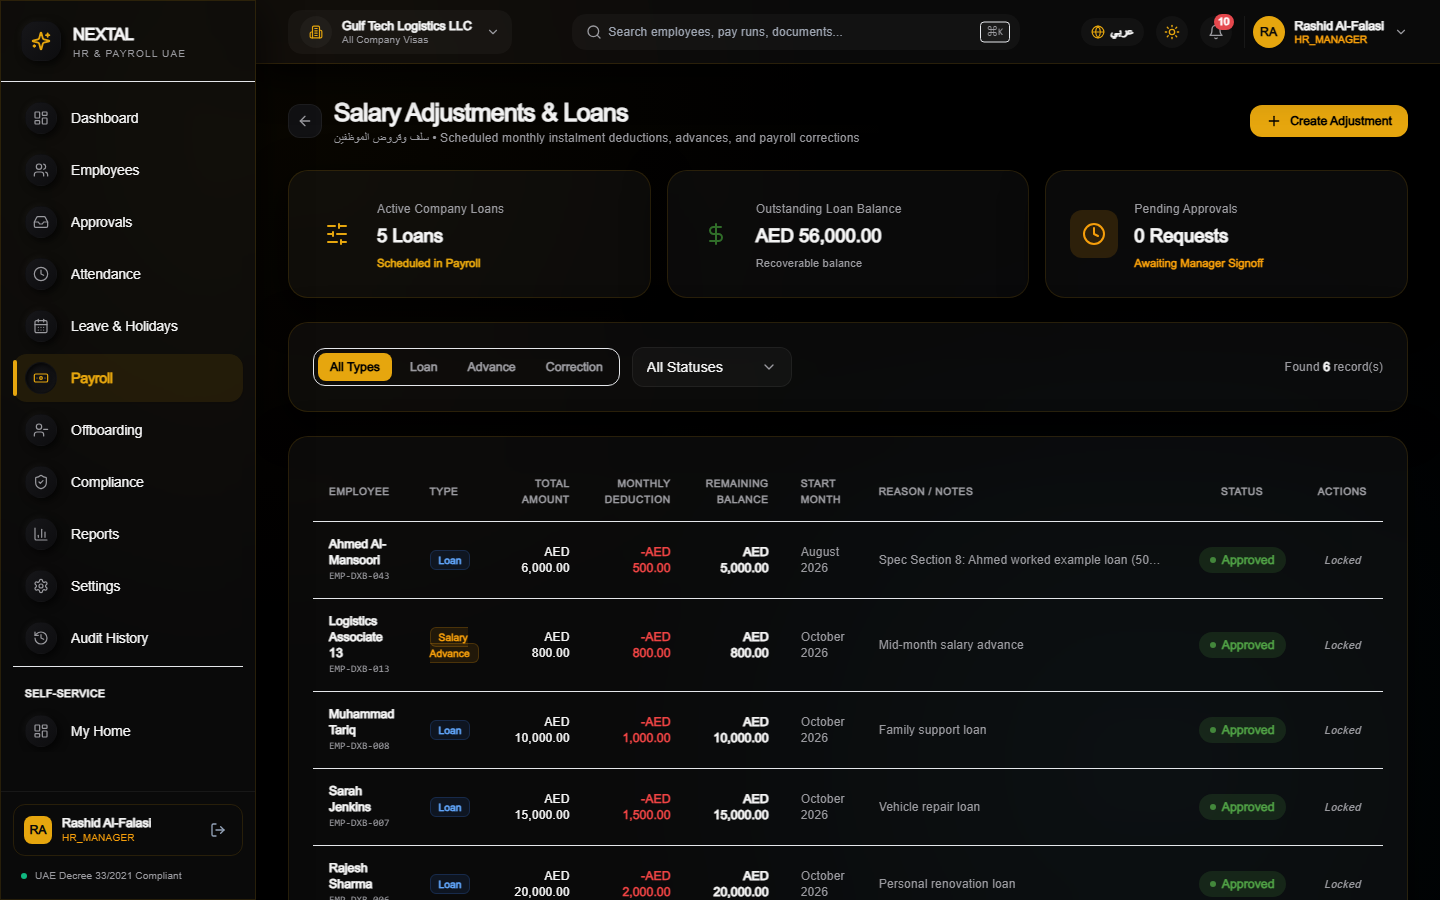 NEXTAL
HR & PAYROLL UAE
Dashboard
Employees
Approvals
Attendance
Leave & Holidays
Payroll
Offboarding
Compliance
Reports
Settings
Audit History
SELF-SERVICE
My Home
RA
Rashid Al-Falasi
HR_MANAGER
UAE Decree 33/2021 Compliant
Gulf Tech Logistics LLC
All Company Visas
Search employees, pay runs, documents...
⌘K
عربي
10
RA
Rashid Al-Falasi
HR_MANAGER
Salary Adjustments & Loans
سلف وقروض الموظفين • Scheduled monthly instalment deductions, advances, and payroll corrections
Create Adjustment
Active Company Loans
5 Loans
Scheduled in Payroll
Outstanding Loan Balance
AED 56,000.00
Recoverable balance
Pending Approvals
0 Requests
Awaiting Manager Signoff
All Types
Loan
Advance
Correction
All Statuses
Found 6 record(s)
EMPLOYEE
TYPE
TOTAL AMOUNT
MONTHLY DEDUCTION
REMAINING BALANCE
START MONTH
REASON / NOTES
STATUS
ACTIONS
Ahmed Al-Mansoori
EMP-DXB-043
Loan
AED 6,000.00
-AED 500.00
AED 5,000.00
August 2026
Spec Section 8: Ahmed worked example loan (50...
Approved
Locked
Logistics Associate 13
EMP-DXB-013
Salary Advance
AED 800.00
-AED 800.00
AED 800.00
October 2026
Mid-month salary advance
Approved
Locked
Muhammad Tariq
EMP-DXB-008
Loan
AED 10,000.00
-AED 1,000.00
AED 10,000.00
October 2026
Family support loan
Approved
Locked
Sarah Jenkins
EMP-DXB-007
Loan
AED 15,000.00
-AED 1,500.00
AED 15,000.00
October 2026
Vehicle repair loan
Approved
Locked
Rajesh Sharma
EMP-DXB-006
Loan
AED 20,000.00
-AED 2,000.00
AED 20,000.00
October 2026
Personal renovation loan
Approved
Locked